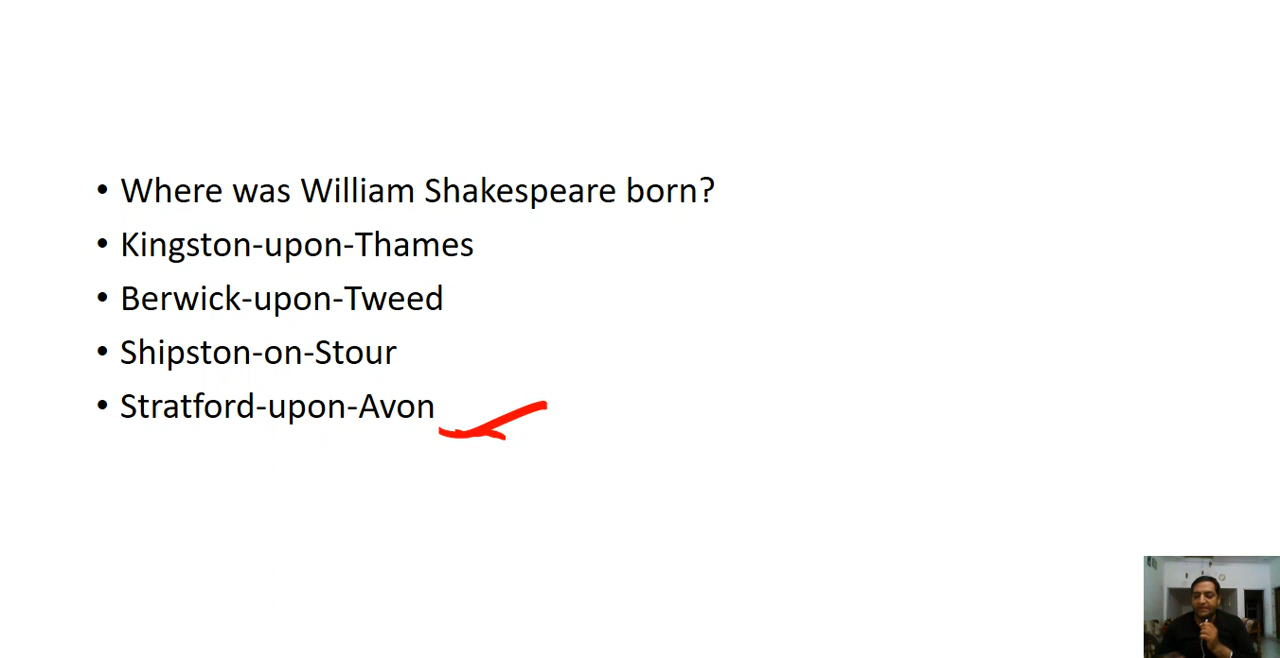 • Where was William Shakespeare born?
• Kingston-upon-Thames
• Berwick-upon-Tweed
• Shipston-on-Stour
• Stratford-upon-Avon